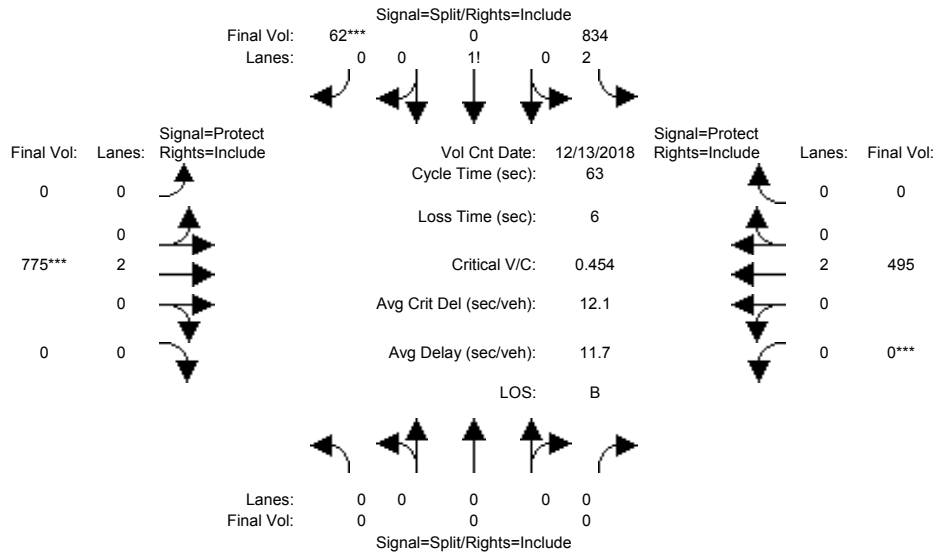 Signal=Split/Rights=Include
Final Vol: 62*** 0 834
Lanes: 0 0 1! 0 2
Signal=Protect Signal=Protect
Final Vol: Lanes: Rights=Include Vol Cnt Date: 12/13/2018 Rights=Include Lanes: Final Vol:
Cycle Time (sec): 63
0 0 0 0
Loss Time (sec): 6
0 0
775*** 2 Critical V/C: 0.454 2 495
0 Avg Crit Del (sec/veh): 12.1 0
0 0 Avg Delay (sec/veh): 11.7 0 0***
LOS: B
Lanes: 0 0 0 0 0
Final Vol: 0 0 0
Signal=Split/Rights=Include